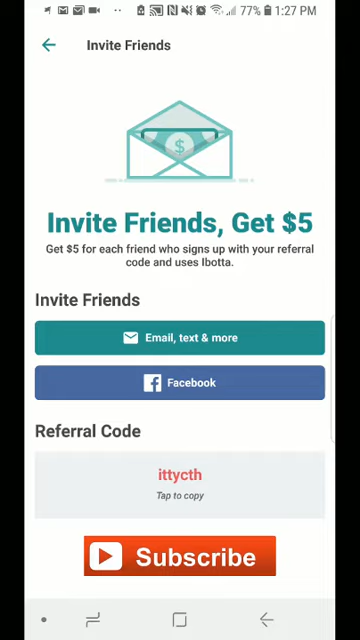 77% 1:27 PM
Invite Friends
$
Invite Friends, Get $5
Get $5 for each friend who signs up with your referral
code and uses Ibotta.
Invite Friends
Email, text & more
f Facebook
Referral Code
ittycth
Tap to copy
Subscribe